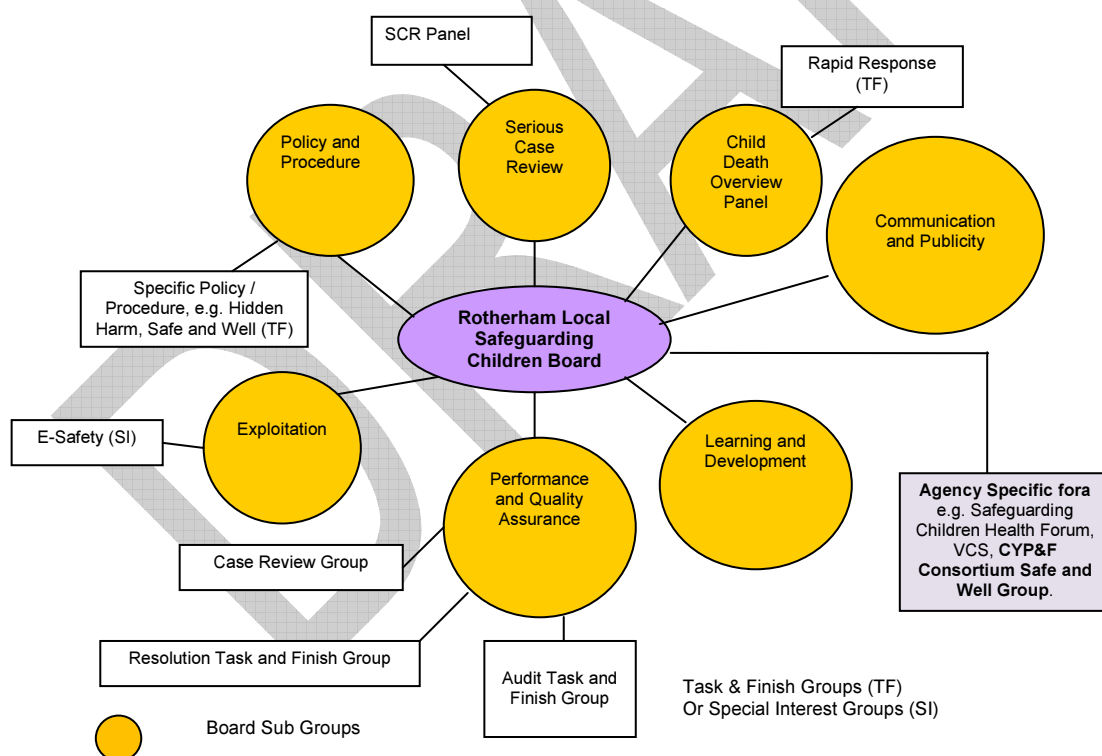 SCR Panel
Rapid Response
(TF)
Policy and
Procedure
Serious
Case
Review
Child
Death
Overview
Panel
Communication
and Publicity
Specific Policy /
Procedure, e.g. Hidden
Harm, Safe and Well (TF)
Rotherham Local
Safeguarding
Children Board
E-Safety (SI)
Exploitation
Learning and
Development
Performance
and Quality
Assurance
Agency Specific fora
e.g. Safeguarding
Children Health Forum,
VCS, CYP&F
Consortium Safe and
Well Group.
Case Review Group
Resolution Task and Finish Group
Audit Task and
Finish Group
Task & Finish Groups (TF)
Or Special Interest Groups (SI)
Board Sub Groups